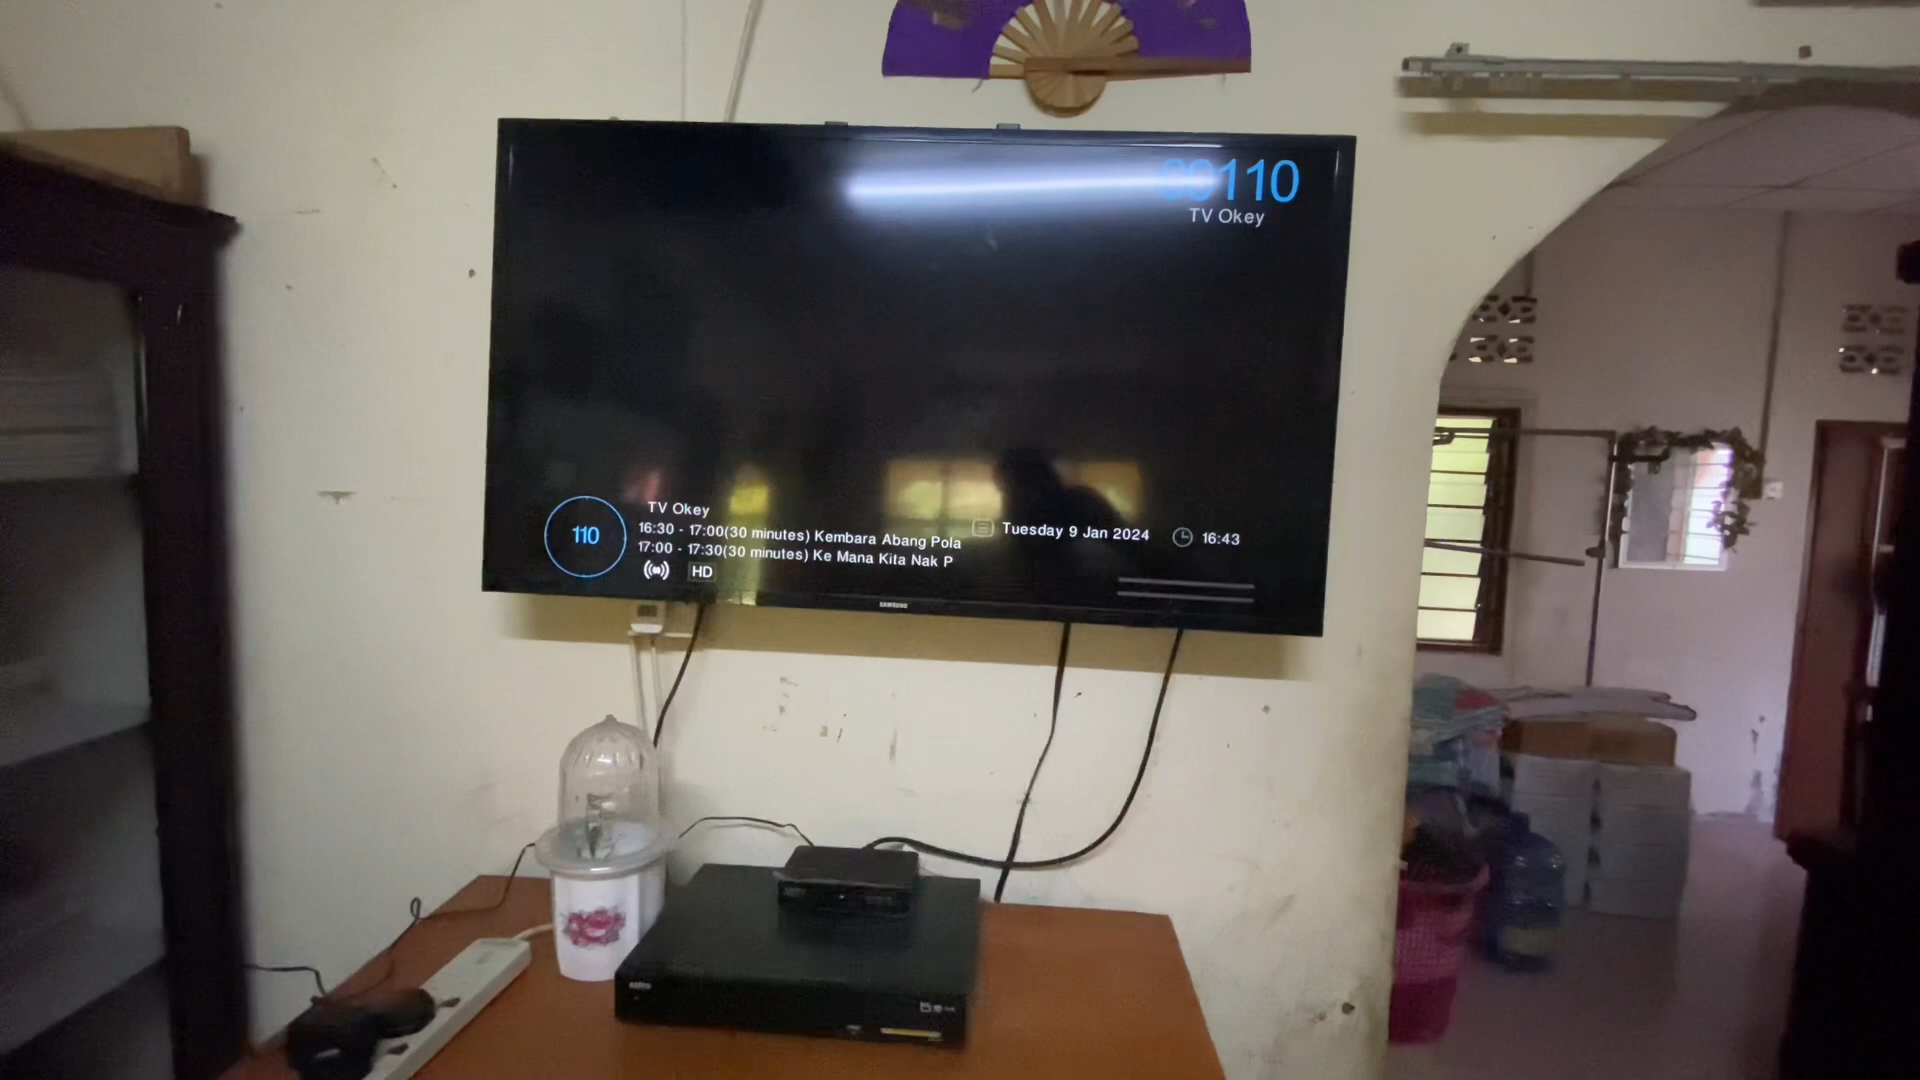 00110
TV Okey
TV Okey
110
16:30 - 17:00(30 minutes) Kembara Abang Pola
Tuesday 9 Jan 2024
16:43
17:00 - 17:30(30 minutes) Ke Mana Kita Nak P
HD
SAMSUNG
astro